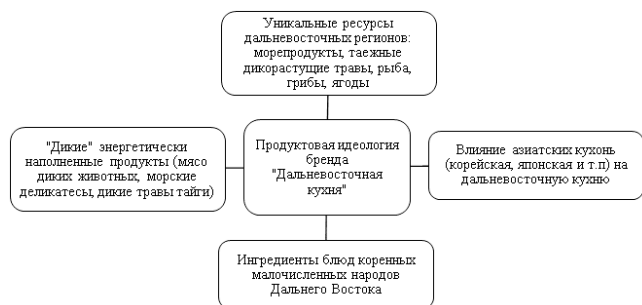 Уникальные ресурсы
дальневосточных регионов:
морепродукты, таежные
дикорастущие травы, рыба,
грибы, ягоды
"Дикие" энергетически
наполненные продукты (мясо
диких животных, морские
деликатесы, дикие травы тайги)
Продуктовая идеология
бренда
"Дальневосточная
кухня"
Влияние азиатских кухонь
(корейская, японская и т.п) на
дальневосточную кухню
Ингредиенты блюд коренных
малочисленных народов
Дальнего Востока